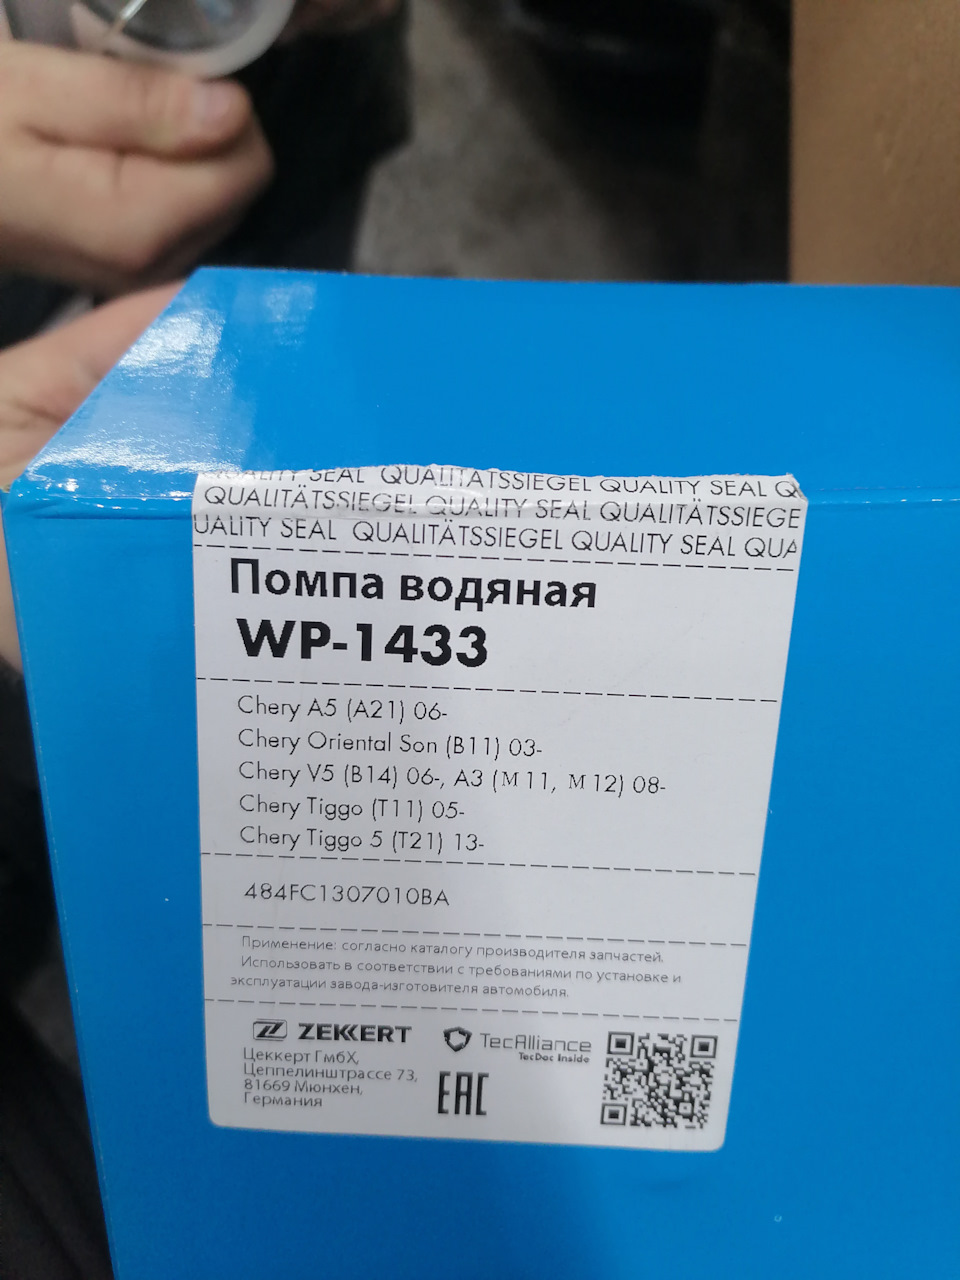 QUALITY SEAL QUALITÄTSSIEGEL QUALITY SEAL
QUALITÄTSSIEGEL QUALITY SEAL QUALITÄTSSIEGE
UALITY SEAL QUALITÄTSSIEGEL QUALITY SEAL QUA
Помпа водяная
WP-1433
Chery A5 (A21) 06-
Chery Oriental Son (B11) 03-
Chery V5 (B14) 06-, A3 (M11, M12) 08-
Chery Tiggo (T11) 05-
Chery Tiggo 5 (T21) 13-
484FC1307010BA
Применение: согласно каталогу производителя запчастей.
Использовать в соответствии с требованиями по установке и
эксплуатации завода-изготовителя автомобиля.
ZEKKERT
Цеккерт ГмбХ,
Цеппелинштрассе 73,
81669 Мюнхен,
Германия
TecAlliance
TecDoc Inside
EAC